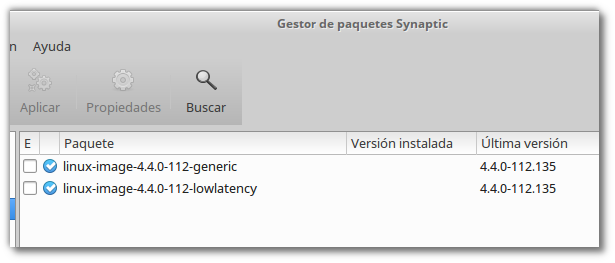 Gestor de paquetes Synaptic
n Ayuda
Aplicar Propiedades Buscar
E Paquete Versión instalada Última versión
linux-image-4.4.0-112-generic 4.4.0-112.135
linux-image-4.4.0-112-lowlatency 4.4.0-112.135